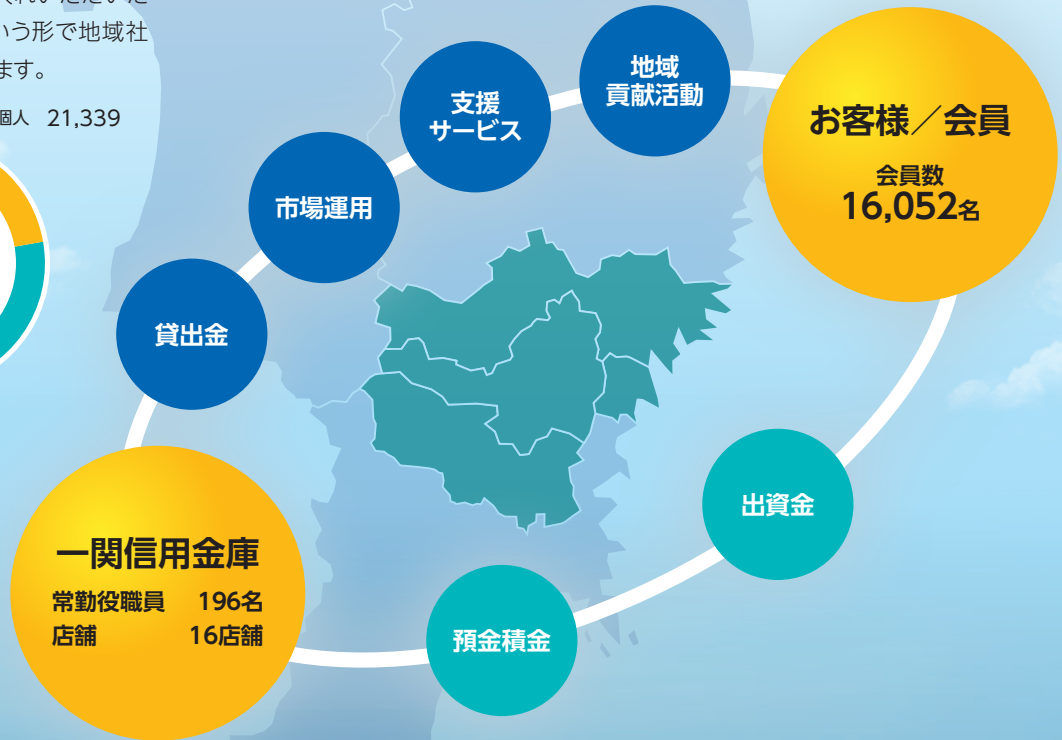 いう形で地域社
ます。
個人 21,339
地域
貢献活動
支援
サービス
お客様／会員
会員数
16,052名
市場運用
貸出金
出資金
一関信用金庫
常勤役職員 196名
店舗 16店舗
預金積金